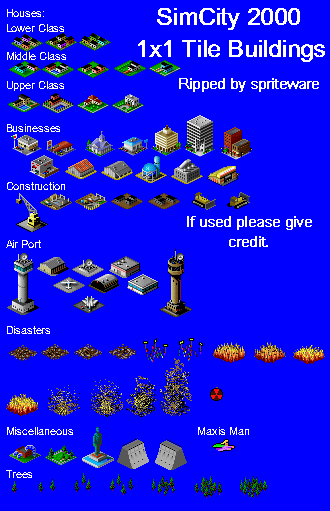 Houses:
SimCity 2000
Lower Class
1x1 Tile Buildings
Middle Class
Ripped by spriteware
Upper Class
Businesses
Construction
If used please give
credit.
Air Port
Disasters
Miscellaneous
Maxis Man
Trees